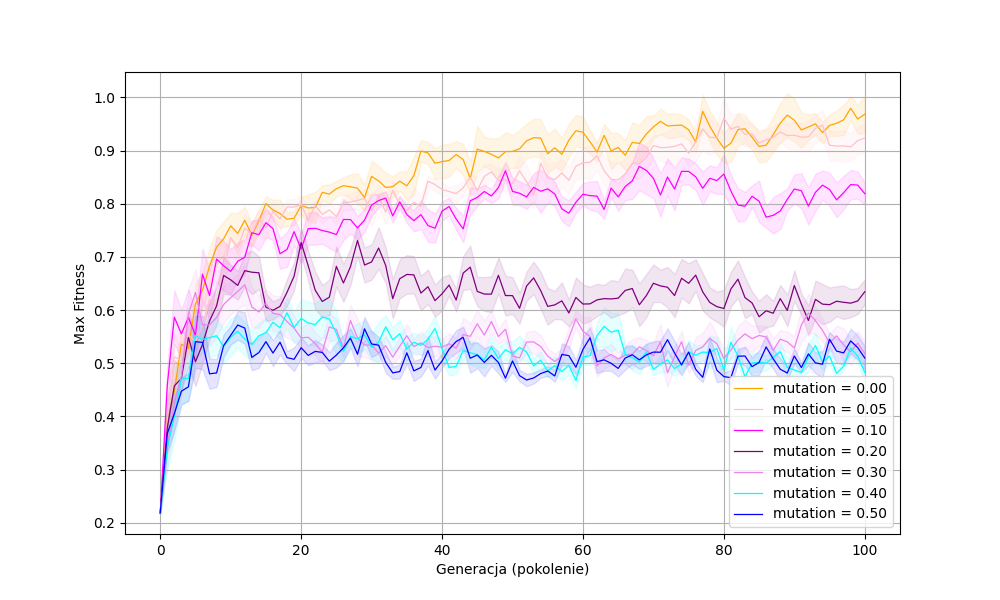 1.0
0.9
0.8
0.7
0.6
0.5
0.4
0.3
0.2
Max Fitness
0
20
40
60
80
100
Generacja (pokolenie)
mutation = 0.00
mutation = 0.05
mutation = 0.10
mutation = 0.20
mutation = 0.30
mutation = 0.40
mutation = 0.50